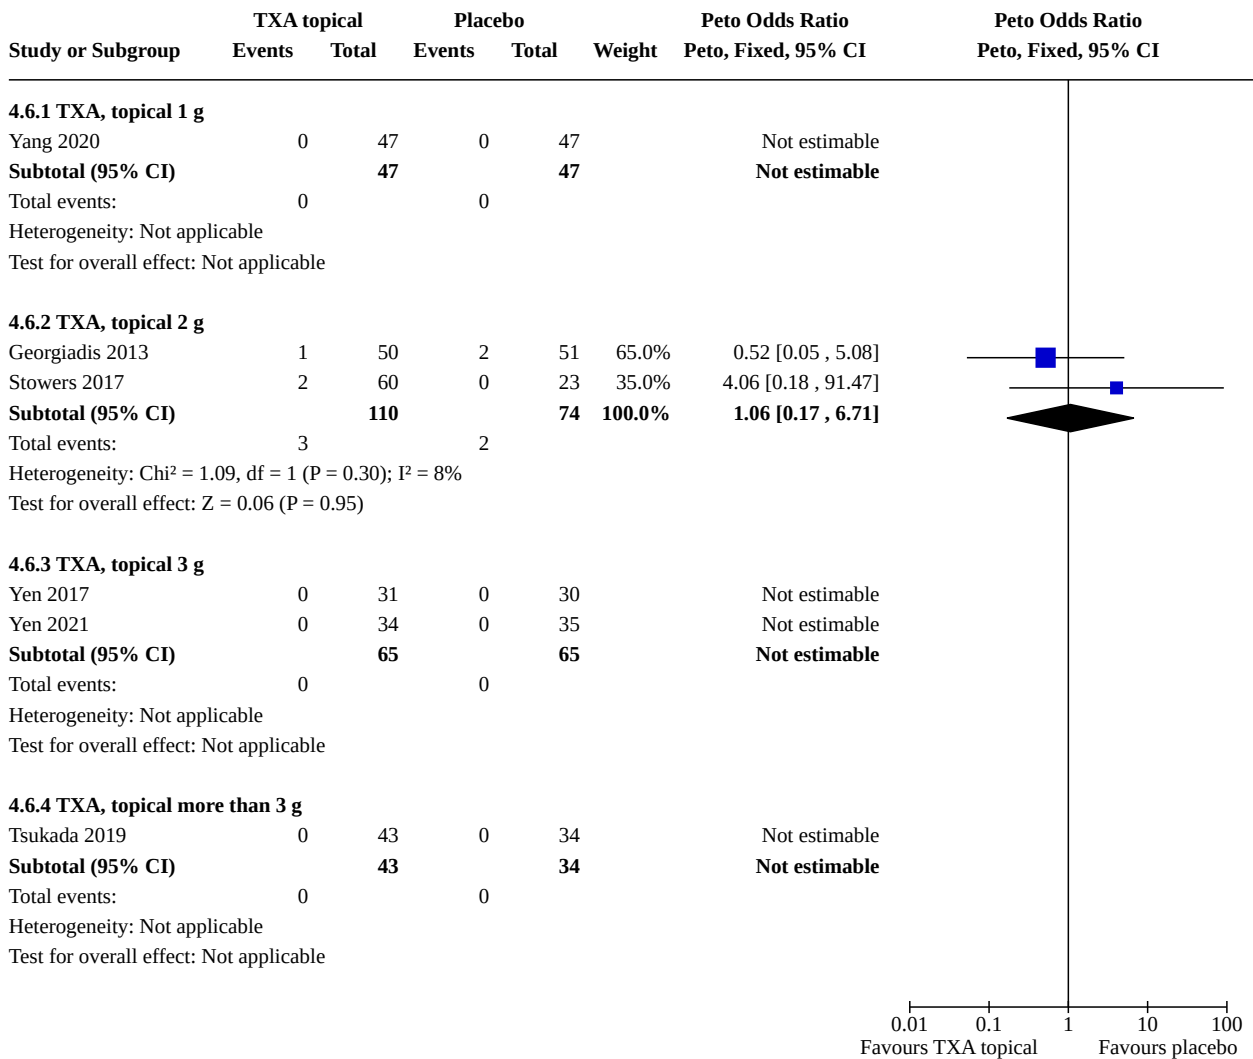 TXA topical Placebo Peto Odds Ratio Peto Odds Ratio
Study or Subgroup Events Total Events Total Weight Peto, Fixed, 95% CI Peto, Fixed, 95% CI
4.6.1 TXA, topical 1 g
Yang 2020 0 47 0 47 Not estimable
Subtotal (95% CI) 47 47 Not estimable
Total events: 0 0
Heterogeneity: Not applicable
Test for overall effect: Not applicable
4.6.2 TXA, topical 2 g
Georgiadis 2013 1 50 2 51 65.0% 0.52 [0.05 , 5.08]
Stowers 2017 2 60 0 23 35.0% 4.06 [0.18 , 91.47]
Subtotal (95% CI) 110 74 100.0% 1.06 [0.17 , 6.71]
Total events: 3 2
Heterogeneity: Chi² = 1.09, df = 1 (P = 0.30); I² = 8%
Test for overall effect: Z = 0.06 (P = 0.95)
4.6.3 TXA, topical 3 g
Yen 2017 0 31 0 30 Not estimable
Yen 2021 0 34 0 35 Not estimable
Subtotal (95% CI) 65 65 Not estimable
Total events: 0 0
Heterogeneity: Not applicable
Test for overall effect: Not applicable
4.6.4 TXA, topical more than 3 g
Tsukada 2019 0 43 0 34 Not estimable
Subtotal (95% CI) 43 34 Not estimable
Total events: 0 0
Heterogeneity: Not applicable
Test for overall effect: Not applicable
0.01 0.1 1 10 100
Favours TXA topical Favours placebo